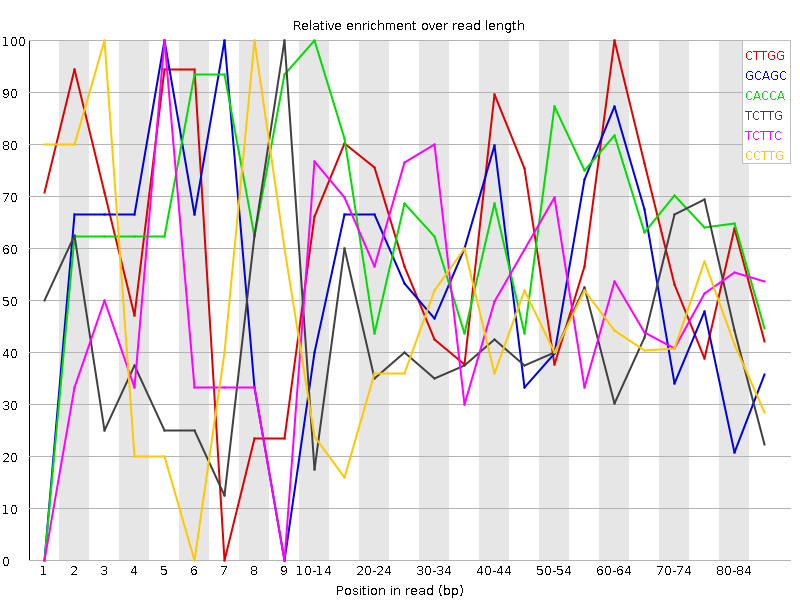 Relative enrichment over read length
100
90
80
70
60
50
40
30
20
10
0
CTTGG
GCAGC
CACCA
TCTTG
TCTTC
CCTTG
1 2 3 4 5 6 7 8 9 10-14 20-24 30-34 40-44 50-54 60-64 70-74 80-84
Position in read (bp)